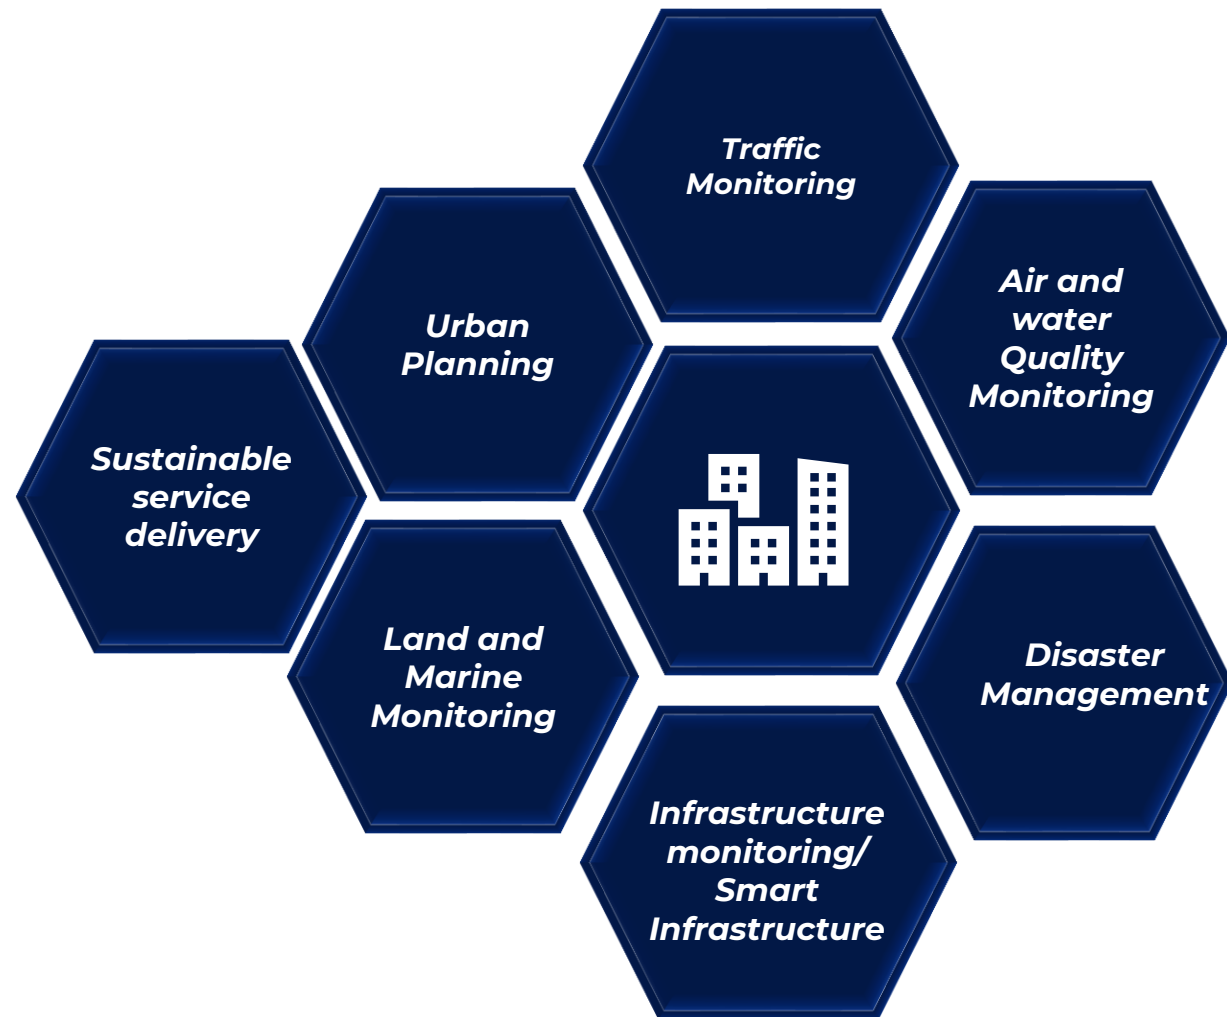 Traffic
Monitoring
Air and
water
Quality
Monitoring
Urban
Planning
Sustainable
service
delivery
Land and
Marine
Monitoring
Disaster
Management
Infrastructure
monitoring/
Smart
Infrastructure